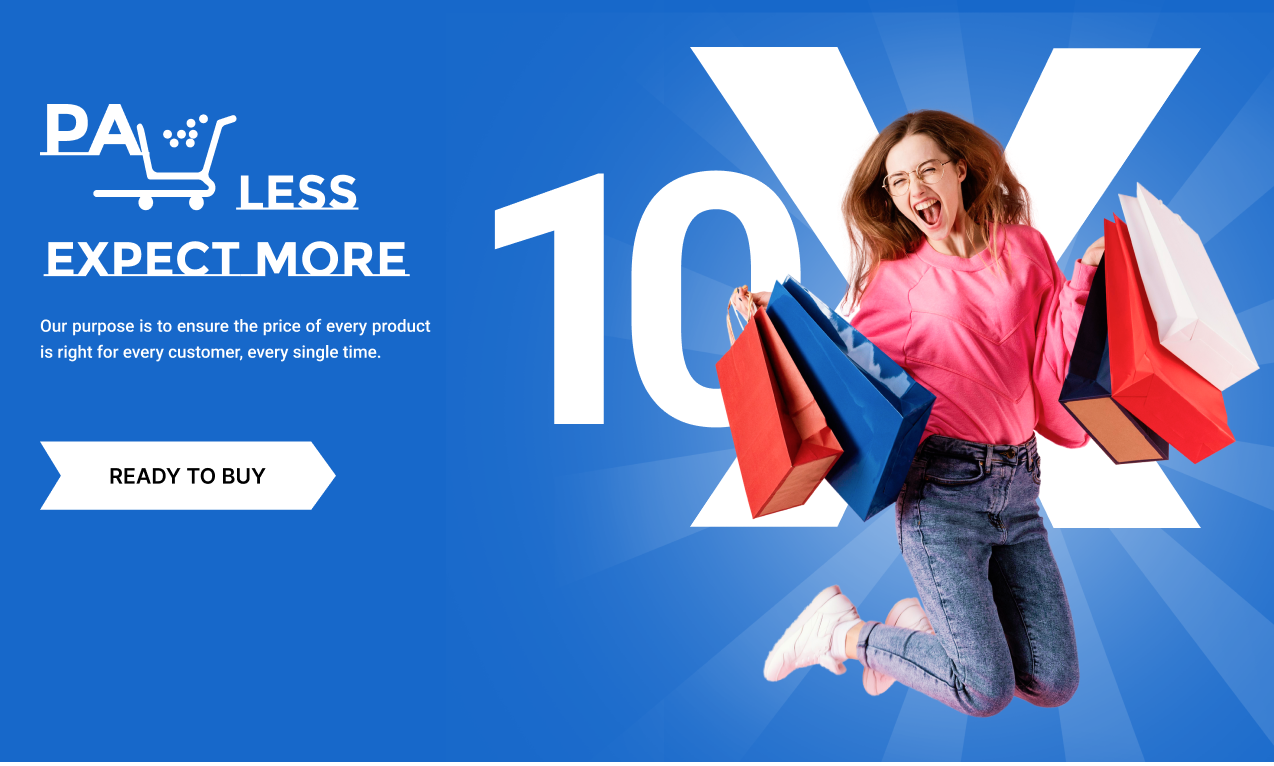 PAY LESS
EXPECT MORE
Our purpose is to ensure the price of every product
is right for every customer, every single time.
READY TO BUY
10X